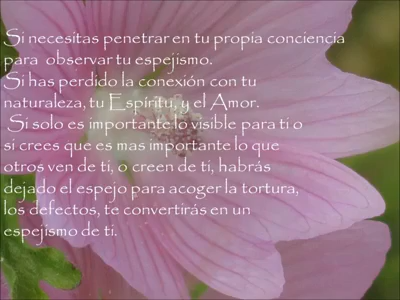 Si necesitas penetrar en tu propia conciencia
para observar tu espejismo.
Si has perdido la conexión con tu
naturaleza, tu Espíritu, y el Amor.
Si solo es importante lo visible para ti o
si crees que es mas importante lo que
otros ven de ti, o creen de ti, habrás
dejado el espejo para acoger la tortura,
los defectos, te convertirás en un
espejismo de ti.